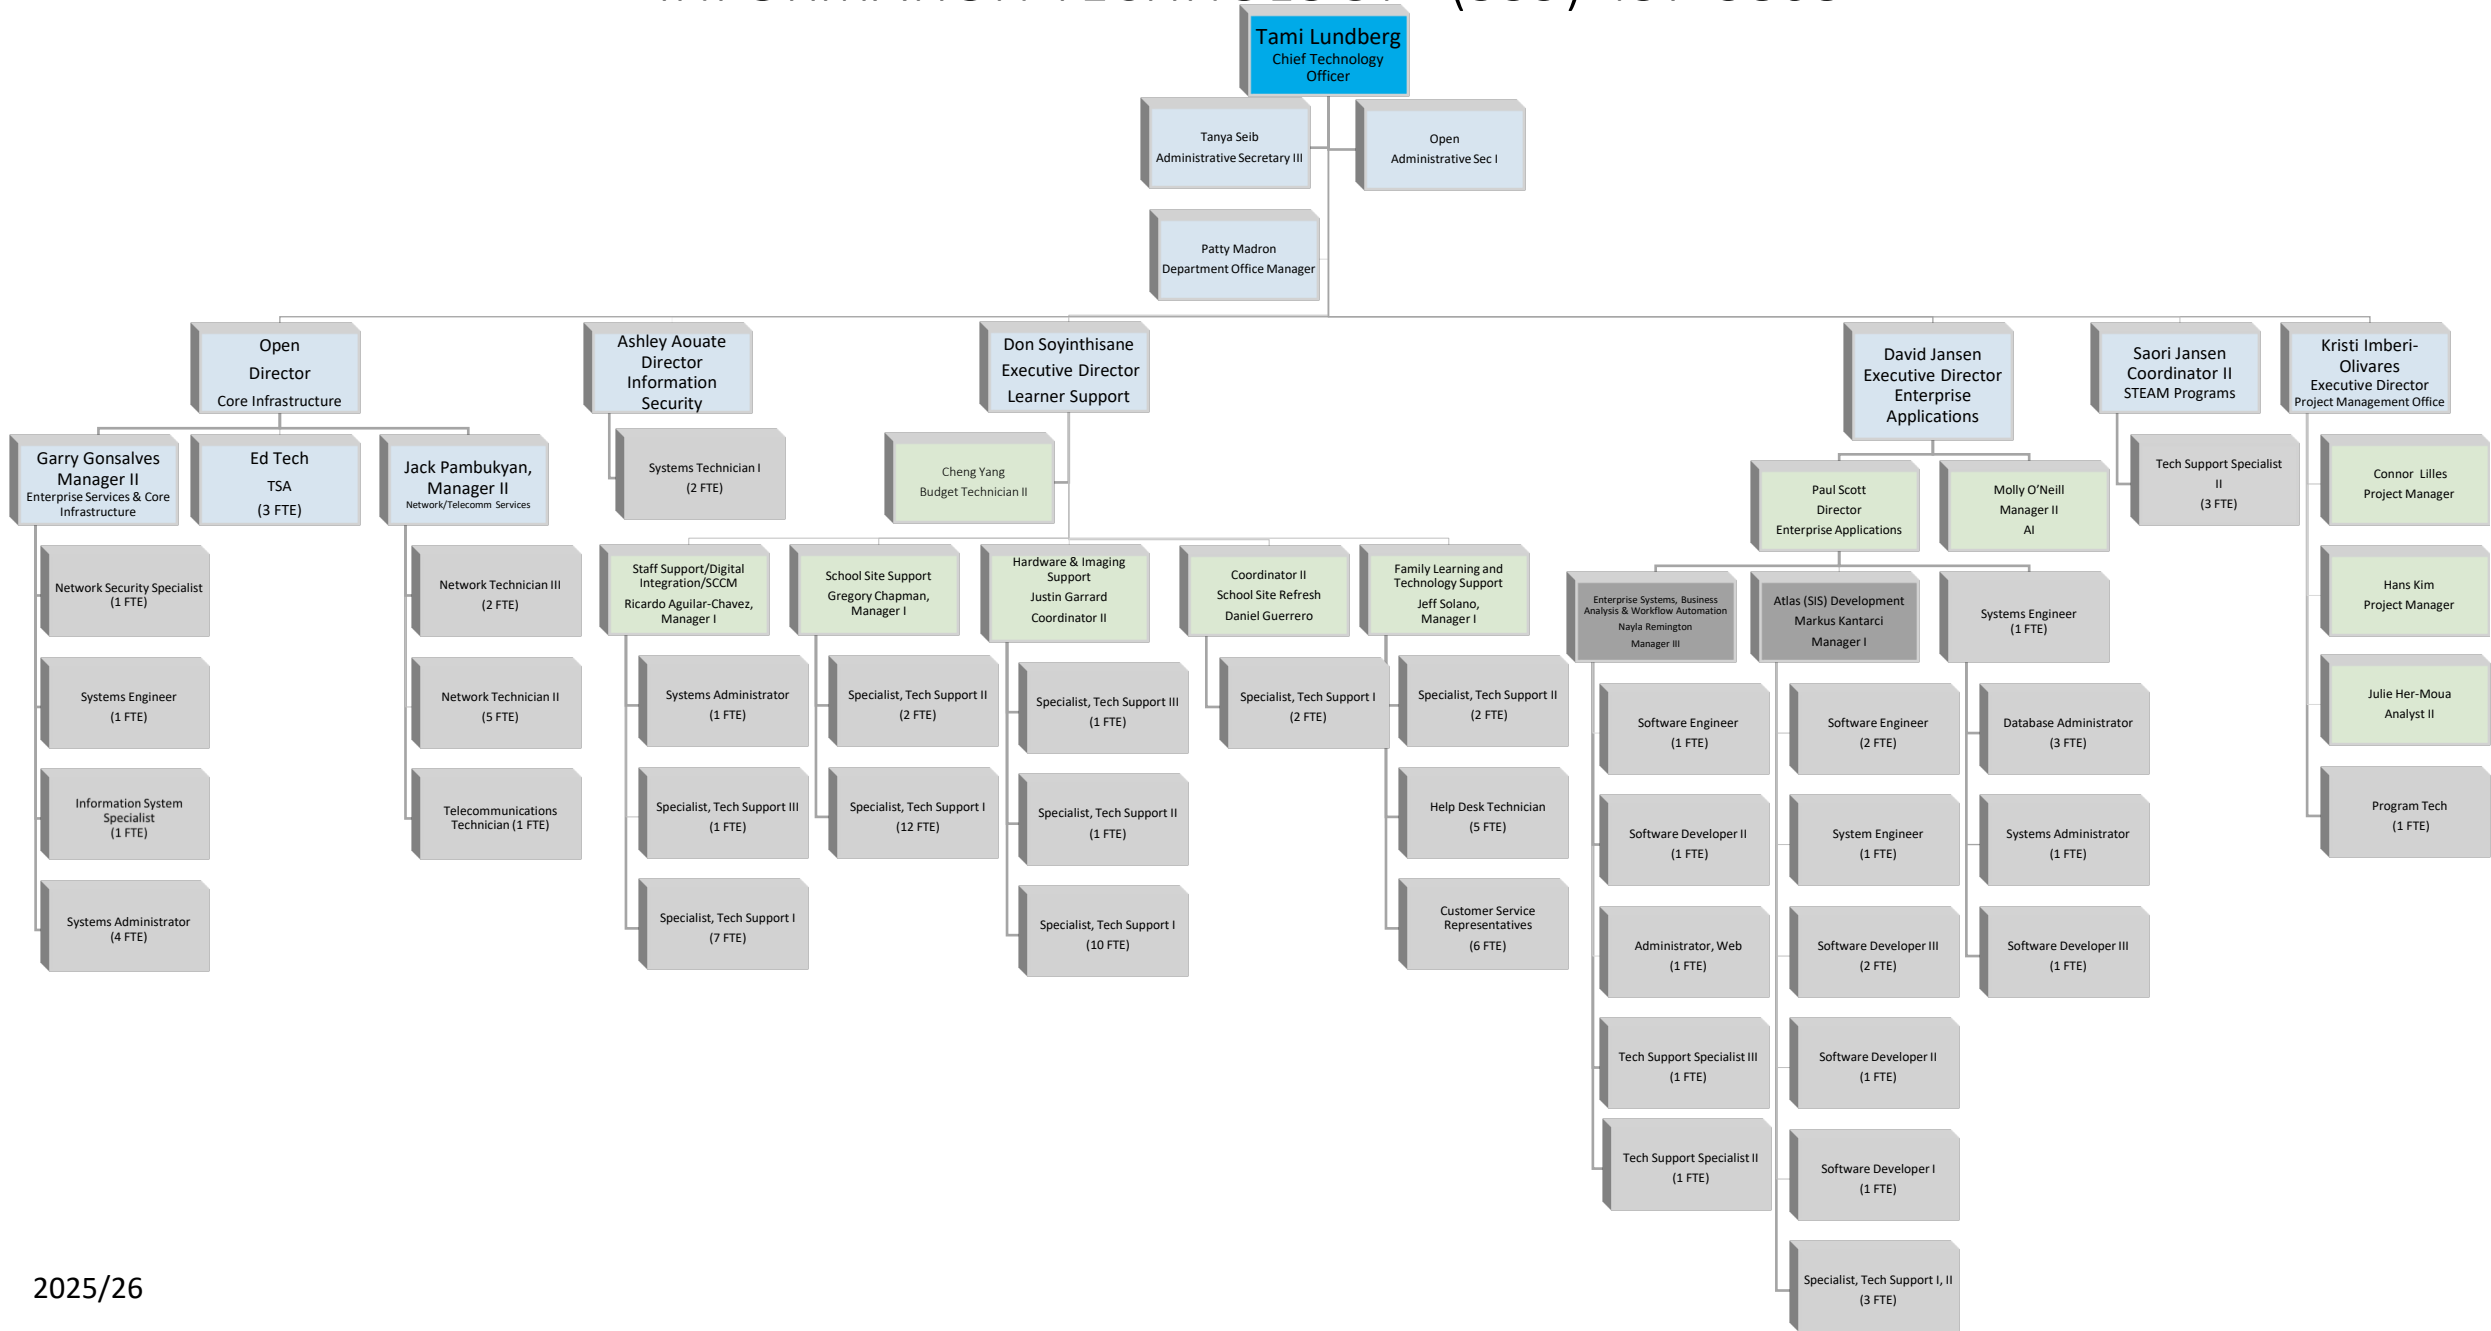 Tami Lundberg
Chief Technology
Officer
Tanya Seib
Administrative Secretary III
Open
Administrative Sec I
Patty Madron
Department Office Manager
Open
Director
Core Infrastructure
Ashley Aouate
Director
Information
Security
Don Soyinthisane
Executive Director
Learner Support
David Jansen
Executive Director
Enterprise
Applications
Saori Jansen
Coordinator II
STEAM Programs
Kristi Imberi-
Olivares
Executive Director
Project Management Office
Garry Gonsalves
Manager II
Enterprise Services & Core
Infrastructure
Ed Tech
TSA
(3 FTE)
Jack Pambukyan,
Manager II
Network/Telecomm Services
Systems Technician I
(2 FTE)
Cheng Yang
Budget Technician II
Paul Scott
Director
Enterprise Applications
Molly O’Neill
Manager II
AI
Tech Support Specialist
II
(3 FTE)
Connor Lilles
Project Manager
Network Security Specialist
(1 FTE)
Systems Engineer
(1 FTE)
Information System
Specialist
(1 FTE)
Systems Administrator
(4 FTE)
Network Technician III
(2 FTE)
Network Technician II
(5 FTE)
Telecommunications
Technician (1 FTE)
Staff Support/Digital
Integration/SCCM
Ricardo Aguilar-Chavez,
Manager I
Systems Administrator
(1 FTE)
Specialist, Tech Support III
(1 FTE)
Specialist, Tech Support I
(7 FTE)
School Site Support
Gregory Chapman,
Manager I
Specialist, Tech Support II
(2 FTE)
Specialist, Tech Support I
(12 FTE)
Hardware & Imaging
Support
Justin Garrard
Coordinator II
Specialist, Tech Support III
(1 FTE)
Specialist, Tech Support II
(1 FTE)
Specialist, Tech Support I
(10 FTE)
Coordinator II
School Site Refresh
Daniel Guerrero
Specialist, Tech Support I
(2 FTE)
Family Learning and
Technology Support
Jeff Solano,
Manager I
Specialist, Tech Support II
(2 FTE)
Help Desk Technician
(5 FTE)
Customer Service
Representatives
(6 FTE)
Enterprise Systems, Business
Analysis & Workflow Automation
Nayla Remington
Manager III
Software Engineer
(1 FTE)
Software Developer II
(1 FTE)
Administrator, Web
(1 FTE)
Tech Support Specialist III
(1 FTE)
Tech Support Specialist II
(1 FTE)
Atlas (SIS) Development
Markus Kantarci
Manager I
Software Engineer
(2 FTE)
System Engineer
(1 FTE)
Software Developer III
(2 FTE)
Software Developer II
(1 FTE)
Software Developer I
(1 FTE)
Specialist, Tech Support I, II
(3 FTE)
Systems Engineer
(1 FTE)
Database Administrator
(3 FTE)
Systems Administrator
(1 FTE)
Software Developer III
(1 FTE)
Hans Kim
Project Manager
Julie Her-Moua
Analyst II
Program Tech
(1 FTE)
2025/26